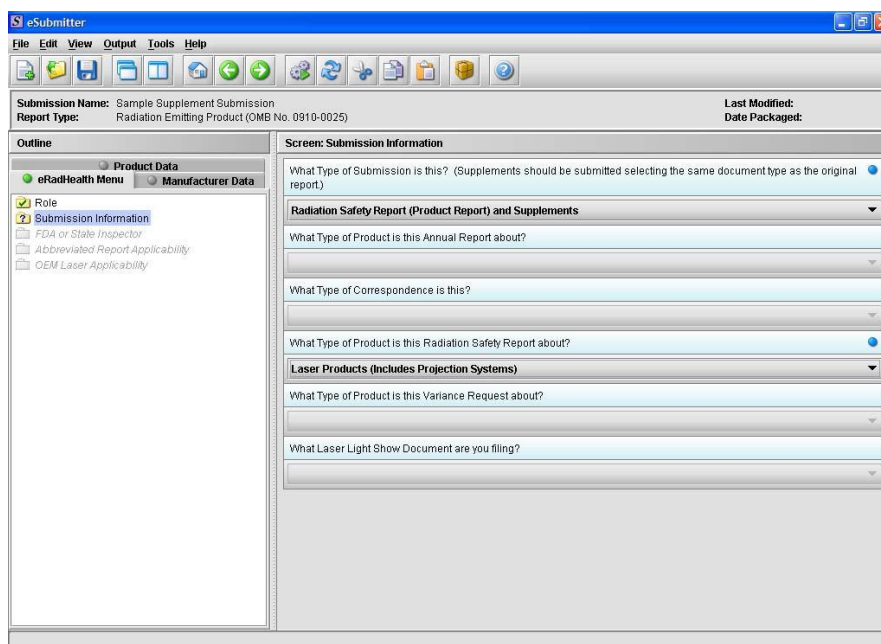 eSubmitter
File Edit View Output Tools Help
Submission Name: Sample Supplement Submission
Last Modified:
Report Type: Radiation Emitting Product (OMB No. 0910-0025)
Date Packaged:
Outline
Product Data
eRadHealth Menu
Manufacturer Data
Role
Submission Information
FDA or State Inspector
Abbreviated Report Applicability
OEM Laser Applicability
Screen: Submission Information
What Type of Submission is this? (Supplements should be submitted selecting the same document type as the original
report.)
Radiation Safety Report (Product Report) and Supplements
What Type of Product is this Annual Report about?
What Type of Correspondence is this?
What Type of Product is this Radiation Safety Report about?
Laser Products (Includes Projection Systems)
What Type of Product is this Variance Request about?
What Laser Light Show Document are you filing?